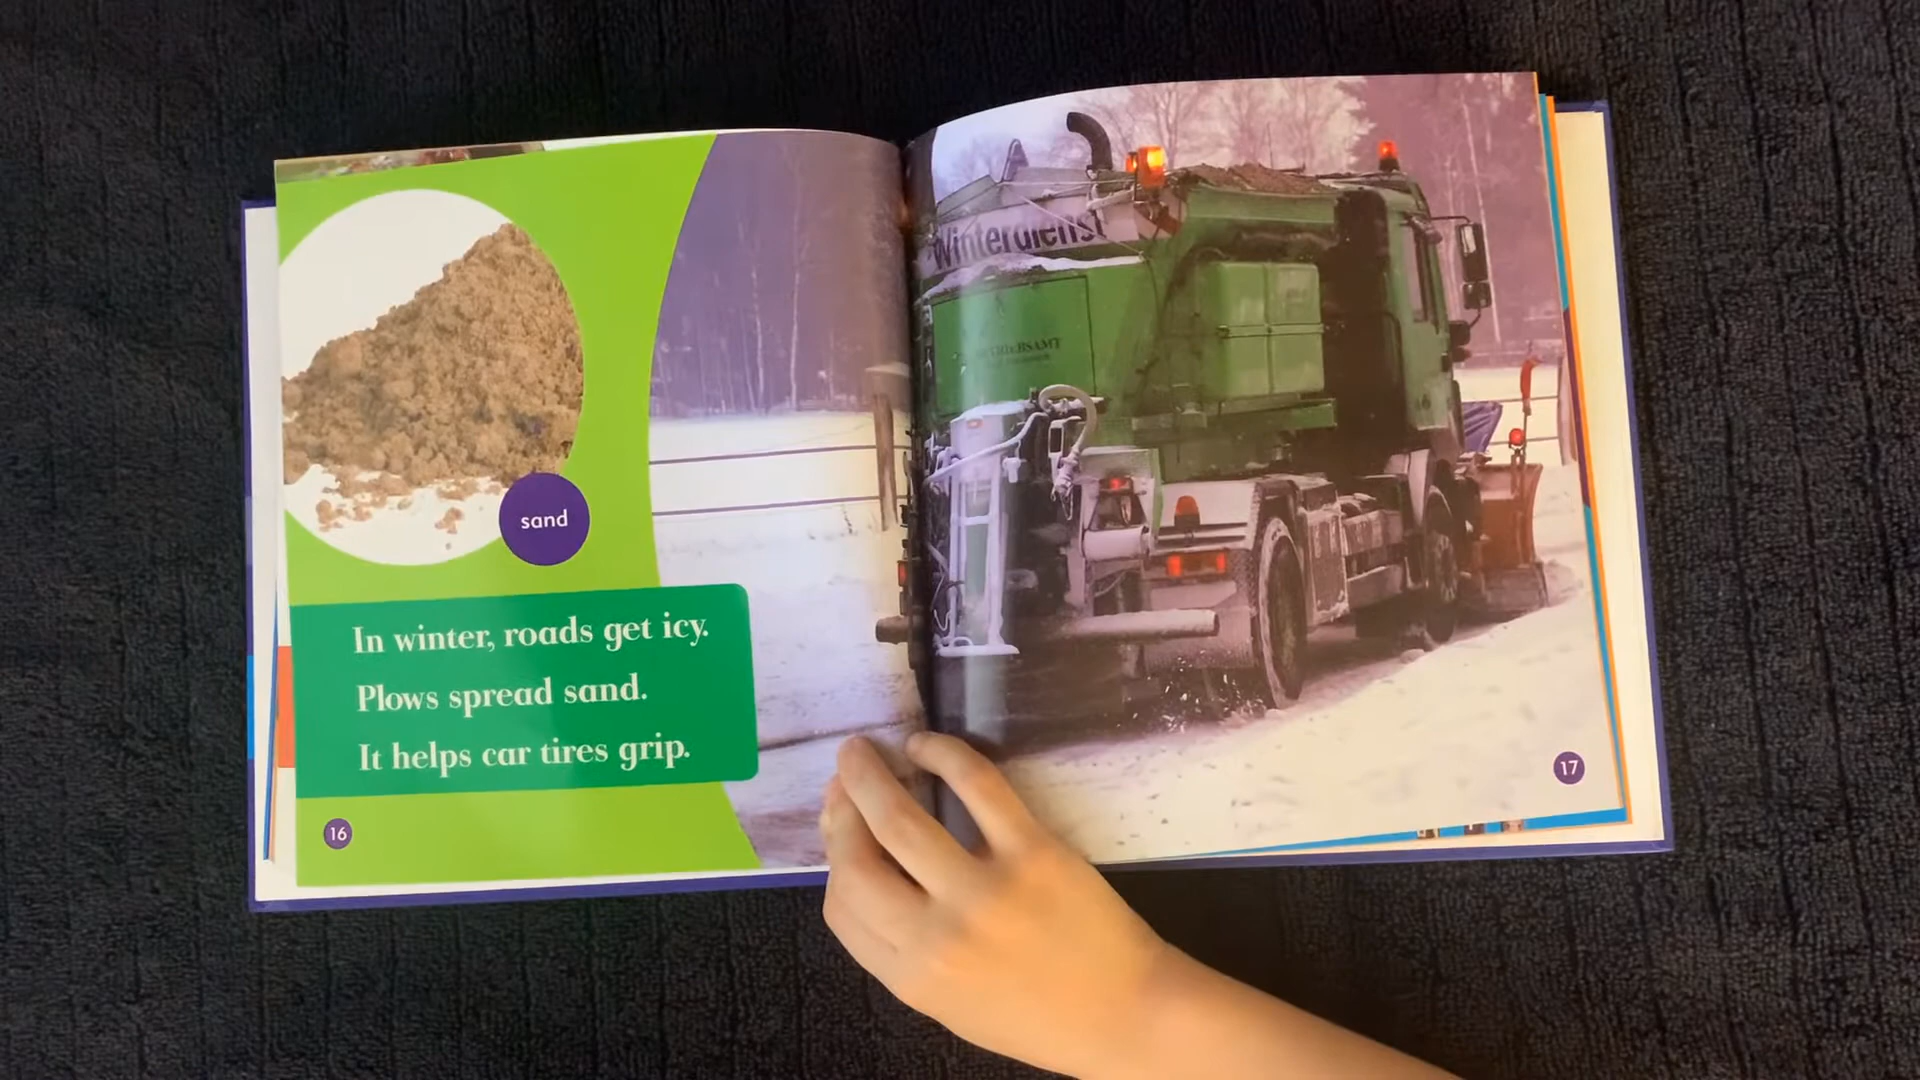 sand
In winter, roads get icy.
Plows spread sand.
It helps car tires grip.
16
Winterdienst
17